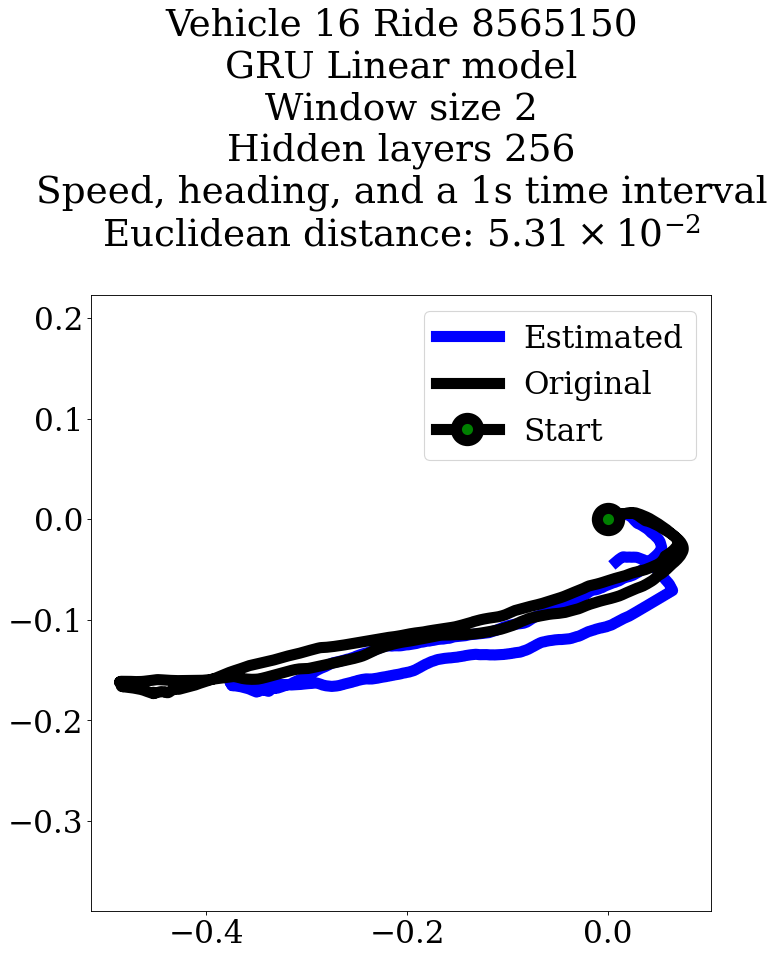 Vehicle 16 Ride 8565150
GRU Linear model
Window size 2
Hidden layers 256
Speed, heading, and a 1s time interval
Euclidean distance: 5.31 × 10⁻²
Estimated
Original
Start
0.2
0.1
0.0
−0.1
−0.2
−0.3
−0.4
−0.2
0.0